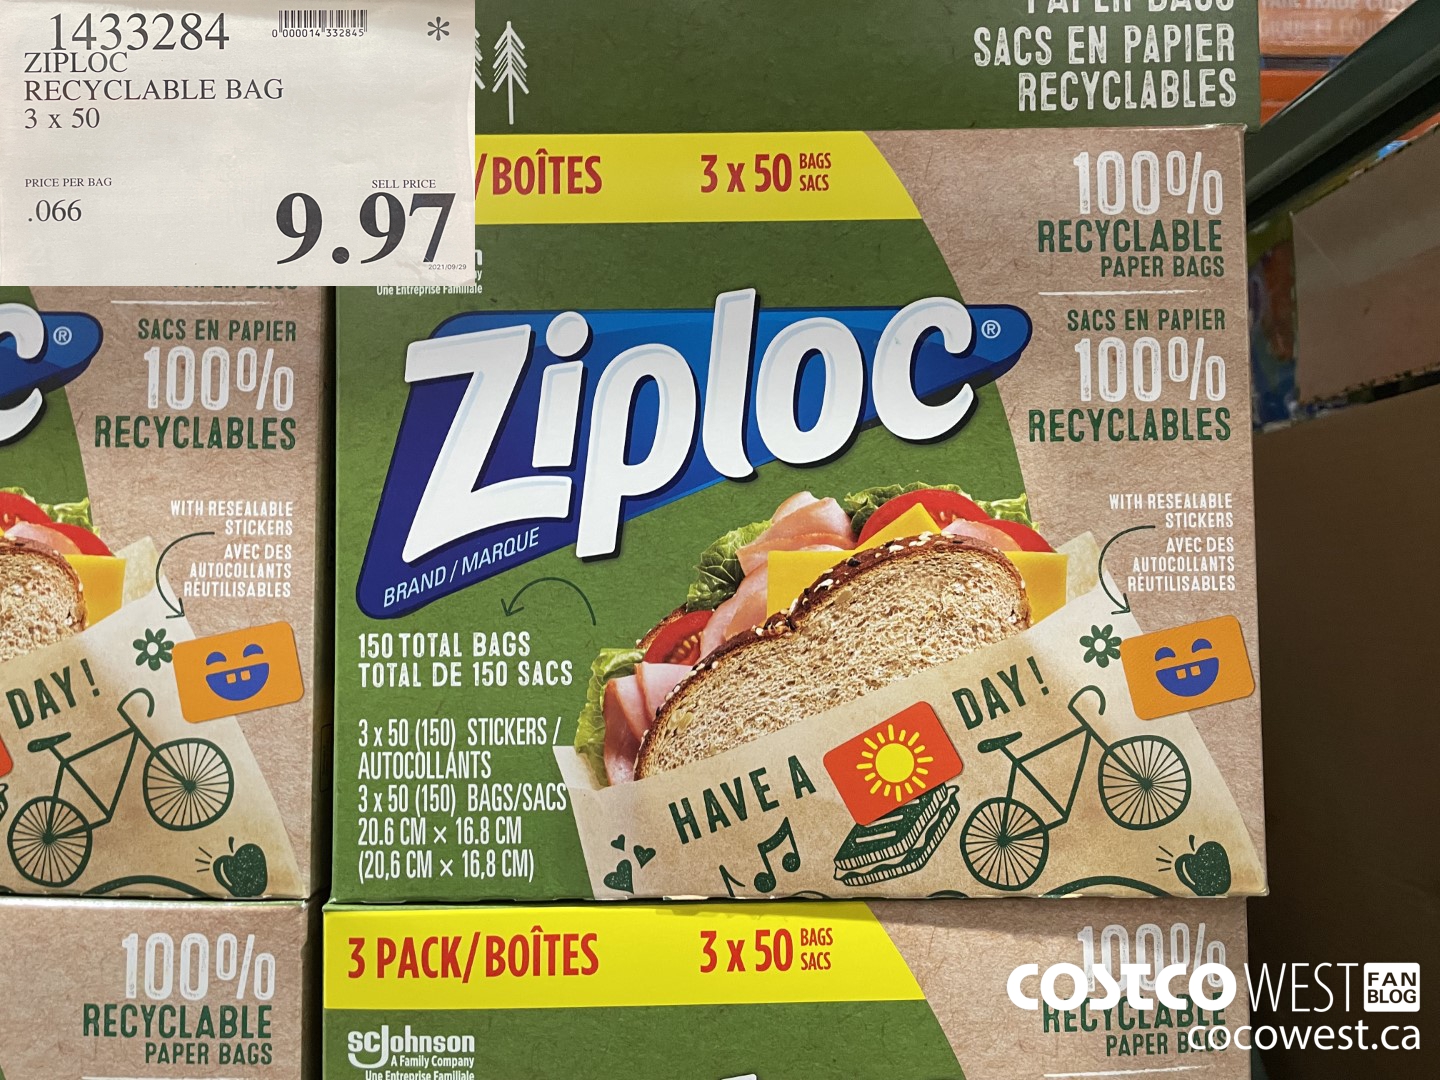 1433284
0 000014 332845
*
ZIPLOC
RECYCLABLE BAG
3 x 50
PRICE PER BAG
.066
SELL PRICE
9.97
2021/09/29
PAPER BAGS
SACS EN PAPIER
RECYCLABLES
/BOÎTES
3 x 50 BAGS
SACS
100%
RECYCLABLE
PAPER BAGS
SACS EN PAPIER
100%
RECYCLABLES
Une Entreprise Familiale
Ziploc®
BRAND / MARQUE
WITH RESEALABLE
STICKERS
AVEC DES
AUTOCOLLANTS
RÉUTILISABLES
150 TOTAL BAGS
TOTAL DE 150 SACS
3 x 50 (150) STICKERS /
AUTOCOLLANTS
3 x 50 (150) BAGS/SACS
20.6 CM × 16.8 CM
(20,6 CM × 16,8 CM)
HAVE A
DAY!
c®
SACS EN PAPIER
100%
RECYCLABLES
WITH RESEALABLE
STICKERS
AVEC DES
AUTOCOLLANTS
RÉUTILISABLES
DAY!
100%
RECYCLABLE
PAPER BAGS
3 PACK/BOÎTES
3 x 50 BAGS
SACS
100%
RECYCLABLE
PAPER BAGS
SCJohnson
A Family Company
Une Entreprise Familiale
COSTCO WEST FAN
BLOG
cocowest.ca